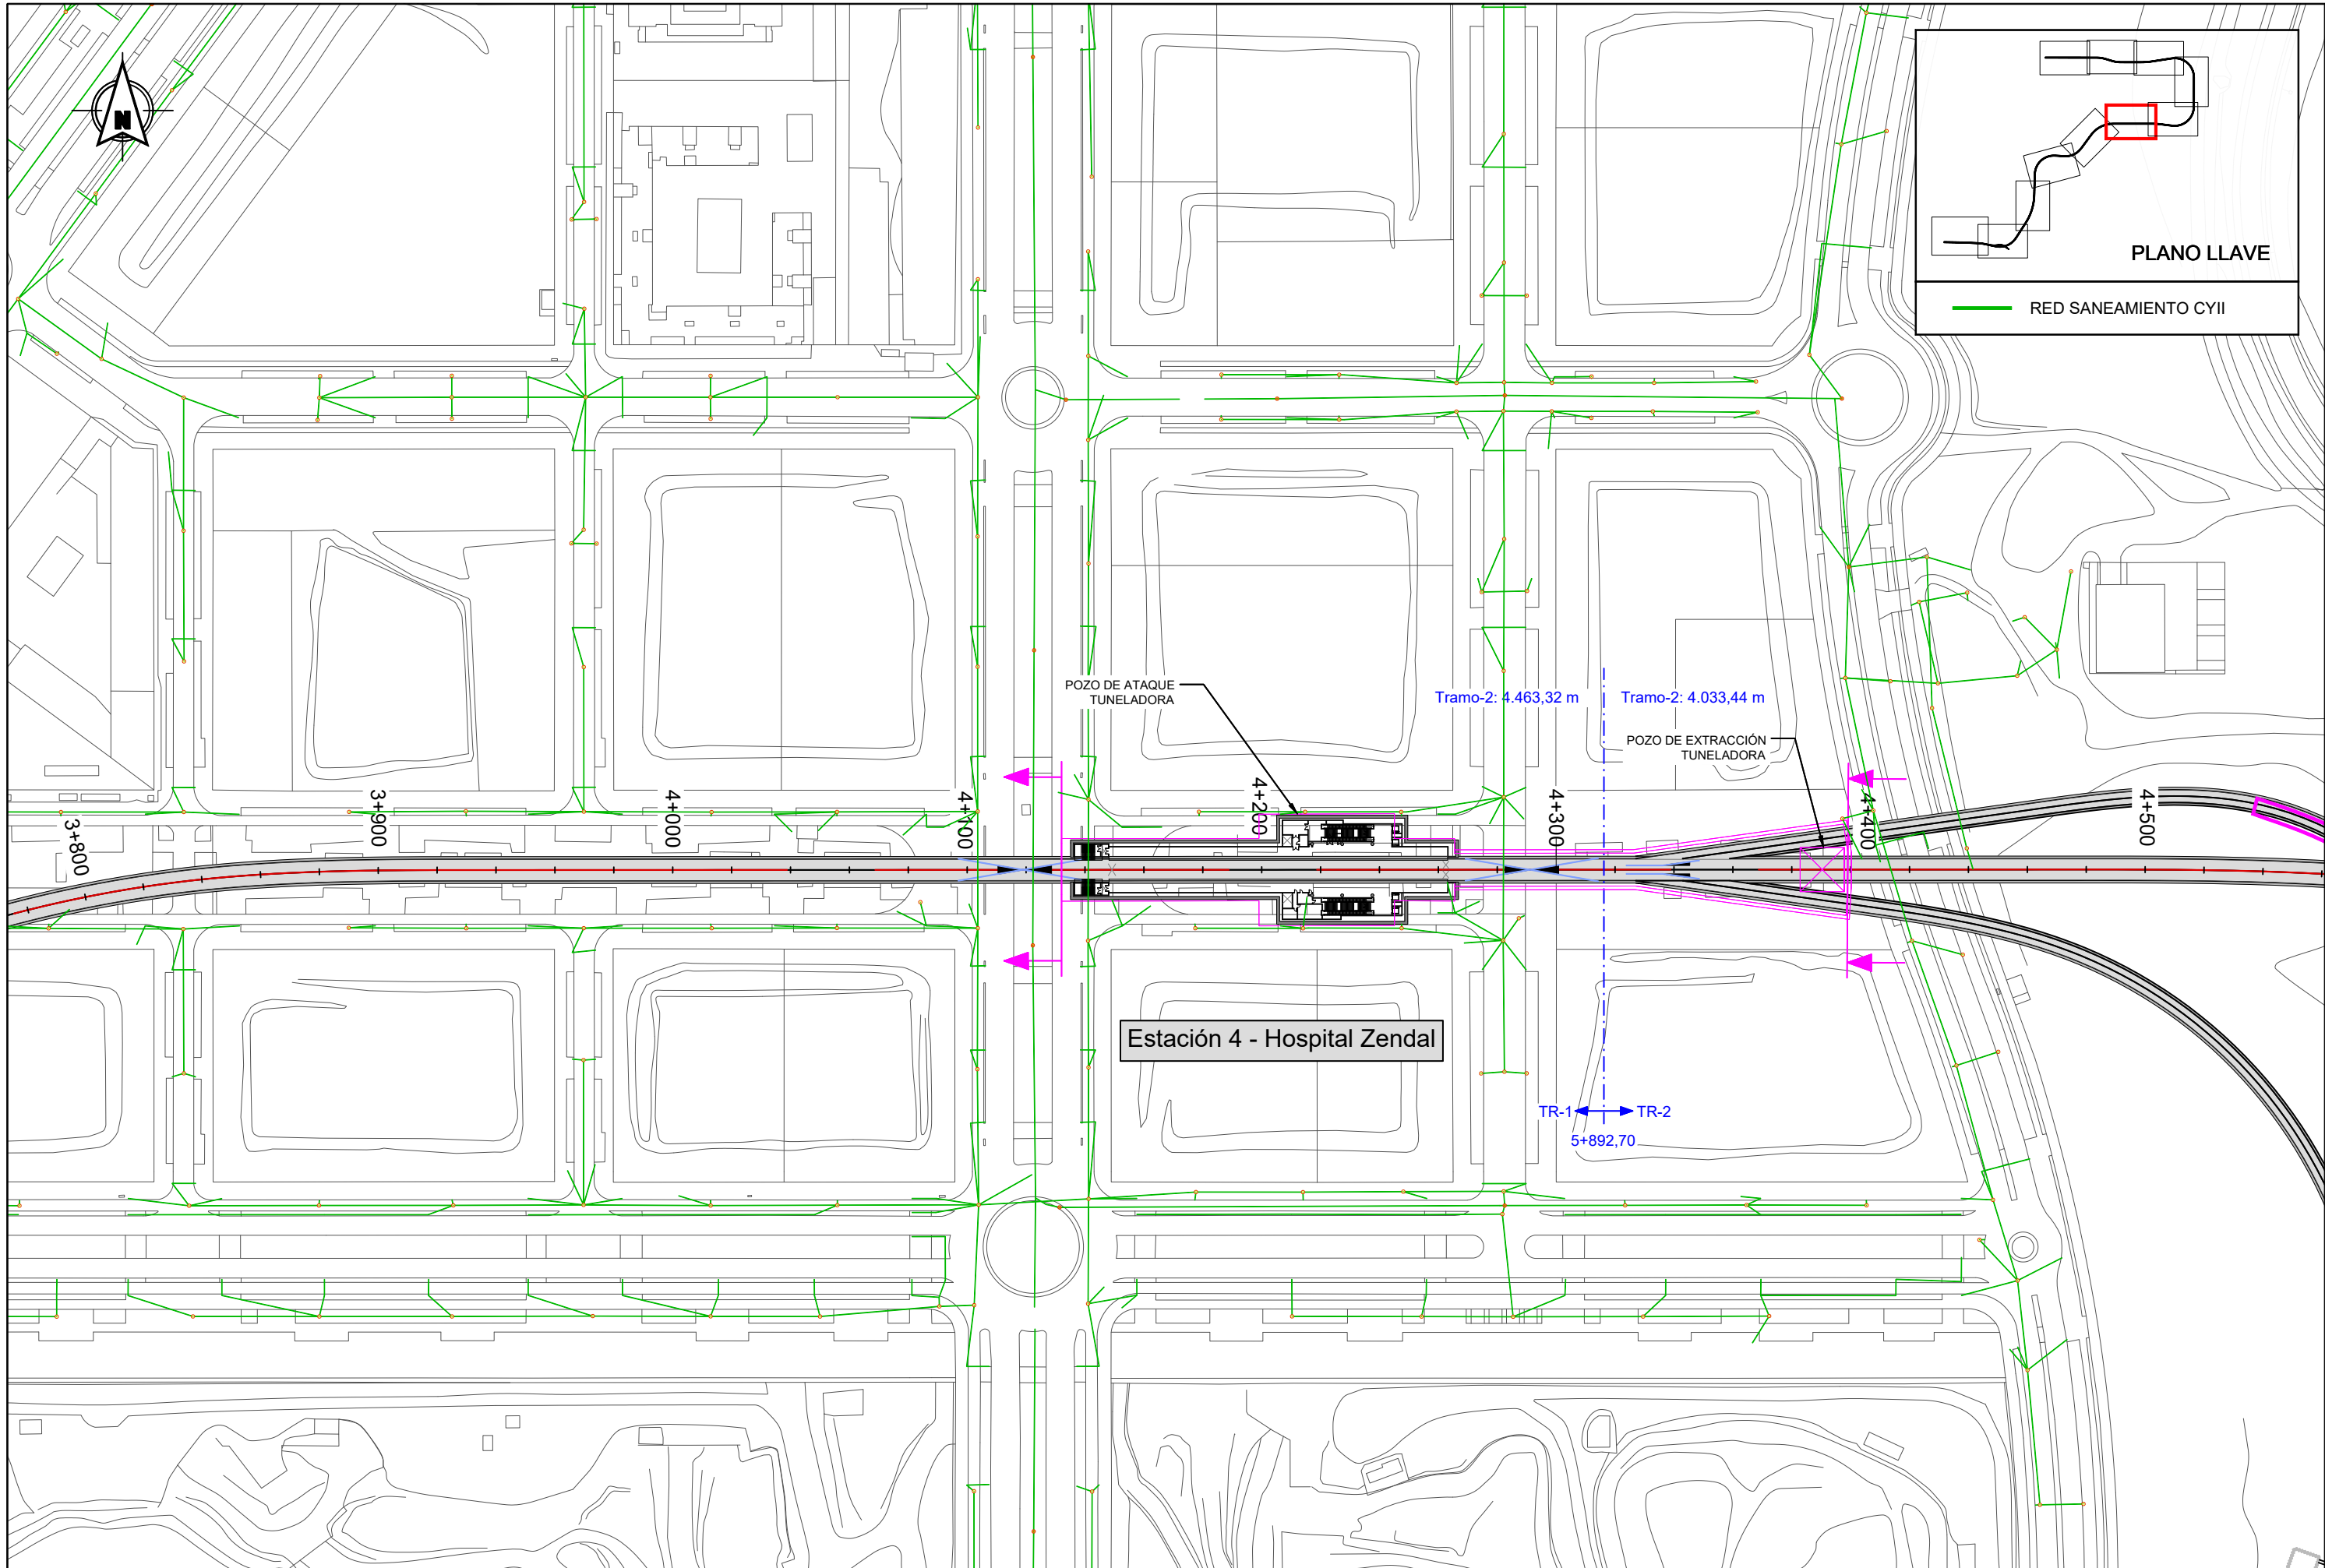 N
PLANO LLAVE
RED SANEAMIENTO CYII
POZO DE ATAQUE
TUNELADORA
Tramo-2: 4.463,32 m
Tramo-2: 4.033,44 m
POZO DE EXTRACCIÓN
TUNELADORA
3+800
3+900
4+000
4+100
4+200
4+300
4+400
4+500
Estación 4 - Hospital Zendal
TR-1
TR-2
5+892,70